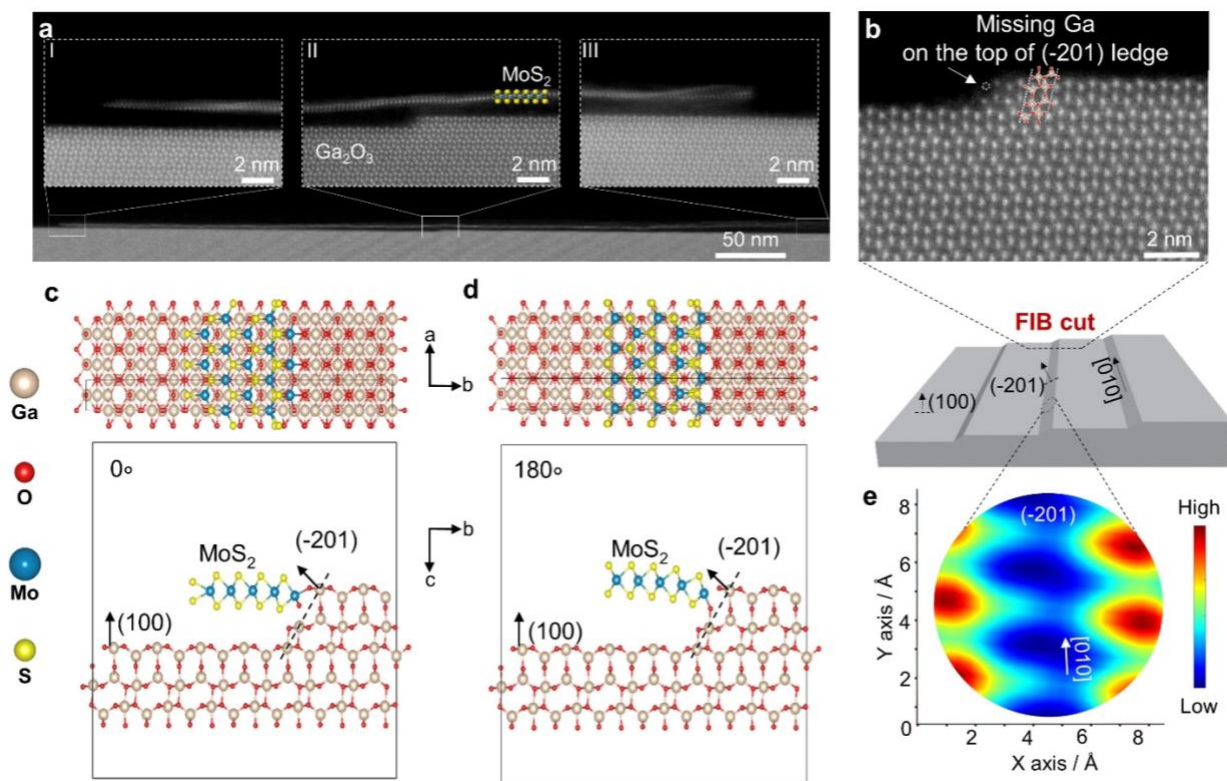 a
I
II
III
MoS₂
Ga₂O₃
2 nm
2 nm
2 nm
50 nm
b
Missing Ga
on the top of (-201) ledge
2 nm
FIB cut
(100)
(-201)
[010]
c
d
a
b
Ga
O
Mo
S
0°
MoS₂
(-201)
(100)
b
c
180°
MoS₂
(-201)
(100)
e
(-201)
[010]
High
Low
Y axis / Å
8
6
4
2
0
2
4
6
8
X axis / Å